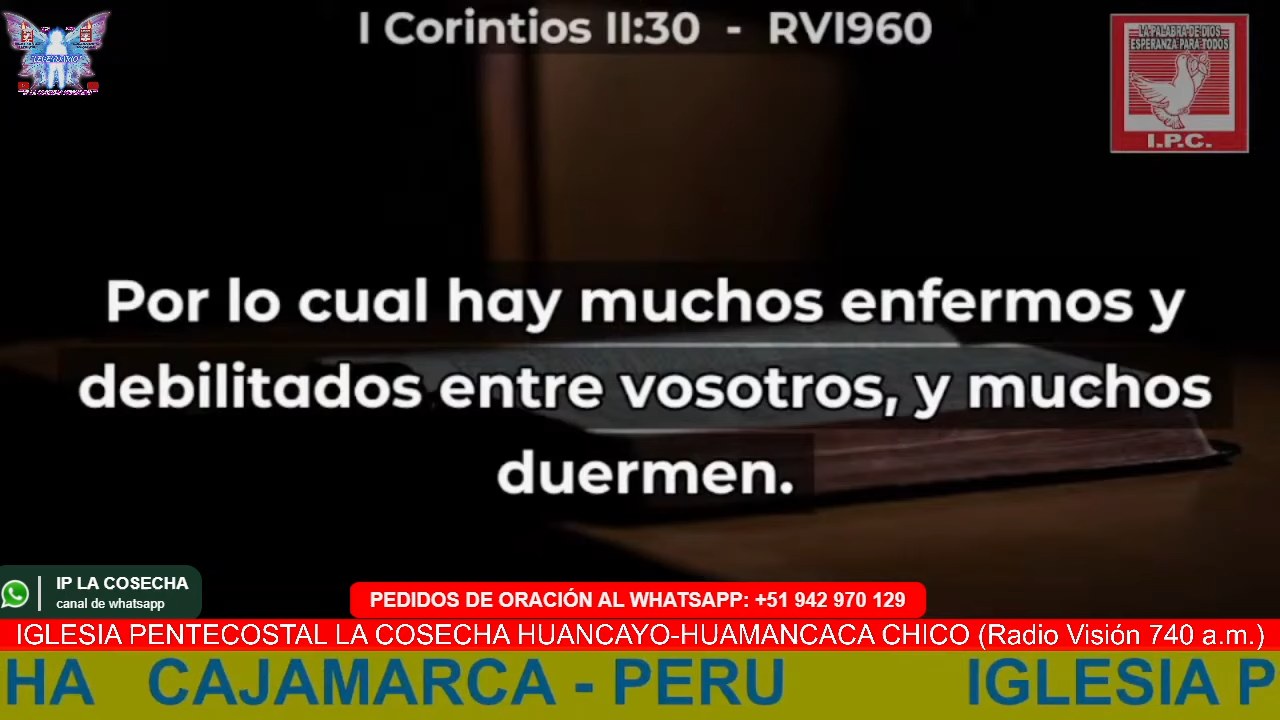 I Corintios II:30 - RVI960
LA PALABRA DE DIOS
ESPERANZA PARA TODOS
I.P.C.
Por lo cual hay muchos enfermos y
debilitados entre vosotros, y muchos
duermen.
IP LA COSECHA
canal de whatsapp
PEDIDOS DE ORACIÓN AL WHATSAPP: +51 942 970 129
IGLESIA PENTECOSTAL LA COSECHA HUANCAYO-HUAMANCACA CHICO (Radio Visión 740 a.m.)
HA CAJAMARCA - PERU IGLESIA P